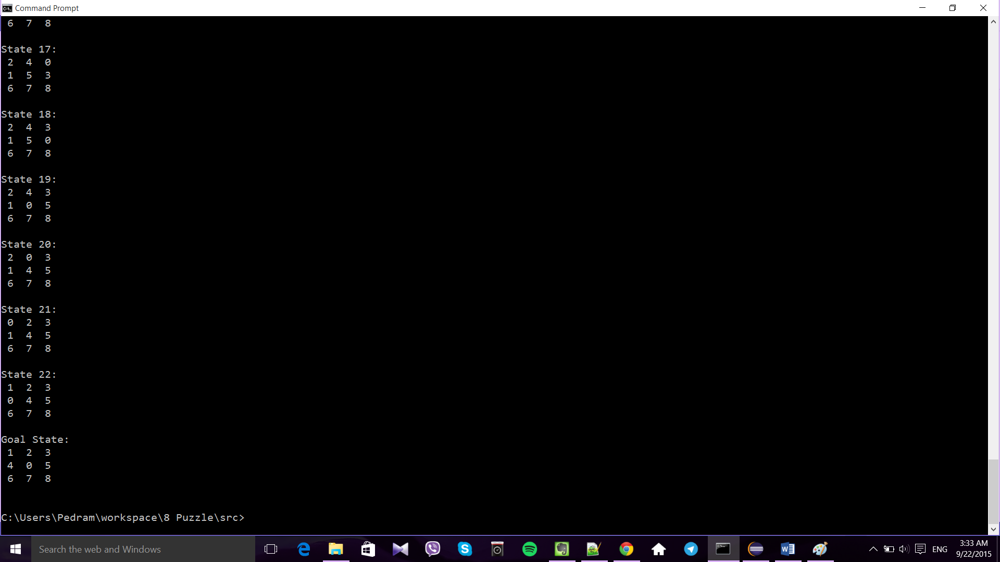 Command Prompt
6 7 8
State 17:
2 4 0
1 5 3
6 7 8
State 18:
2 4 3
1 5 0
6 7 8
State 19:
2 4 3
1 0 5
6 7 8
State 20:
2 0 3
1 4 5
6 7 8
State 21:
0 2 3
1 4 5
6 7 8
State 22:
1 2 3
0 4 5
6 7 8
Goal State:
1 2 3
4 0 5
6 7 8
C:\Users\Pedram\workspace\8 Puzzle\src>
Search the web and Windows
ENG
3:33 AM
9/22/2015